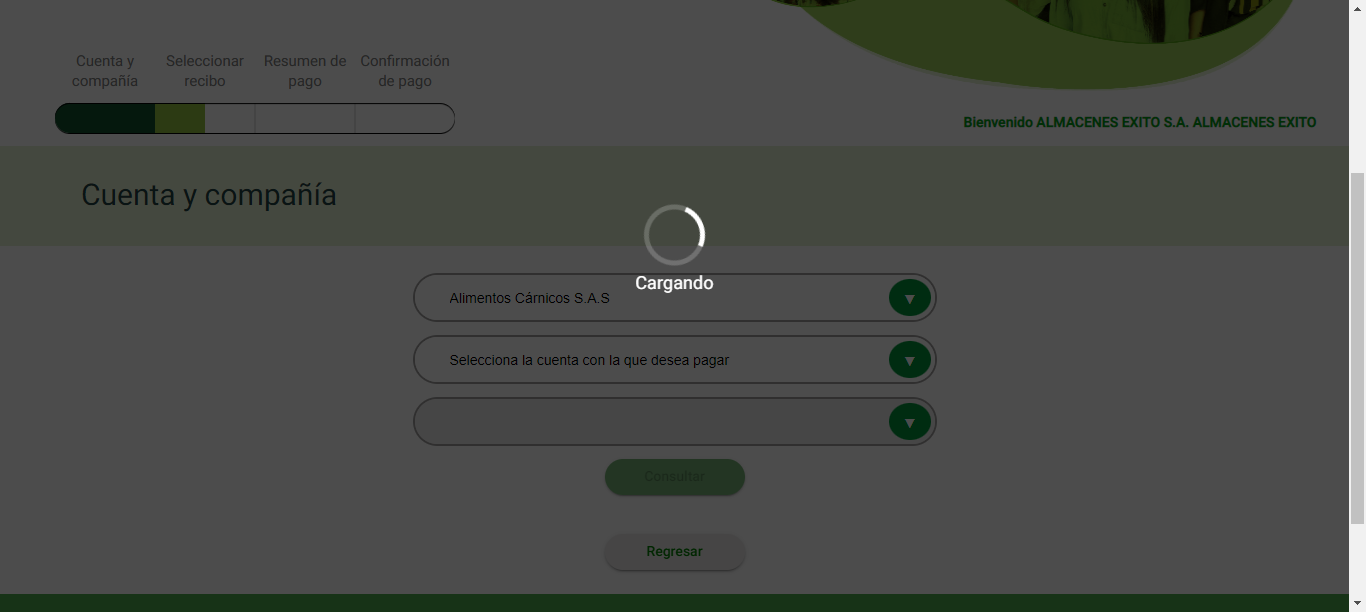 Cuenta y
compañía
Seleccionar
recibo
Resumen de
pago
Confirmación
de pago
Bienvenido ALMACENES EXITO S.A. ALMACENES EXITO
Cuenta y compañía
Cargando
Alimentos Cárnicos S.A.S
Selecciona la cuenta con la que desea pagar
Consultar
Regresar